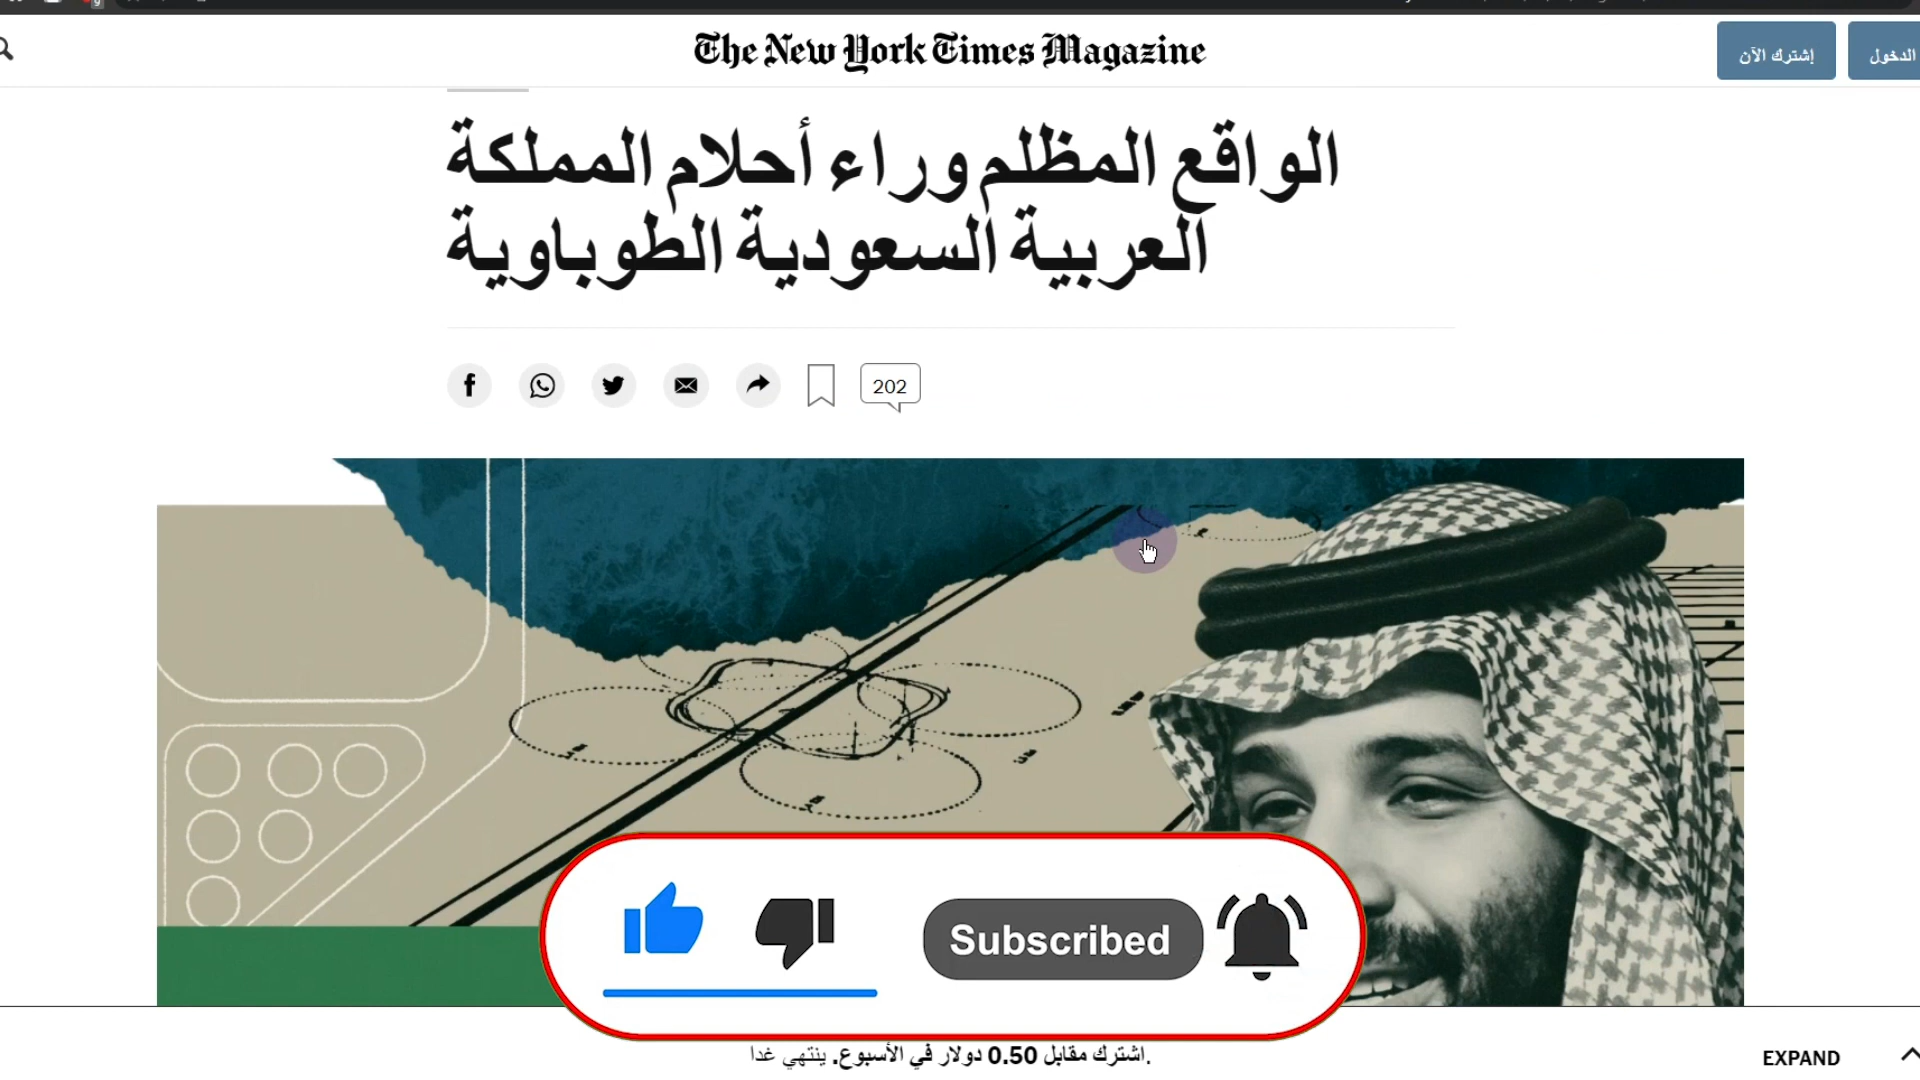 The New York Times Magazine
إشترك الآن
الدخول
الواقع المظلم وراء أحلام المملكة
العربية السعودية الطوباوية
202
Subscribed
اشترك مقابل 0.50 دولار في الأسبوع. ينتهي غدا.
EXPAND